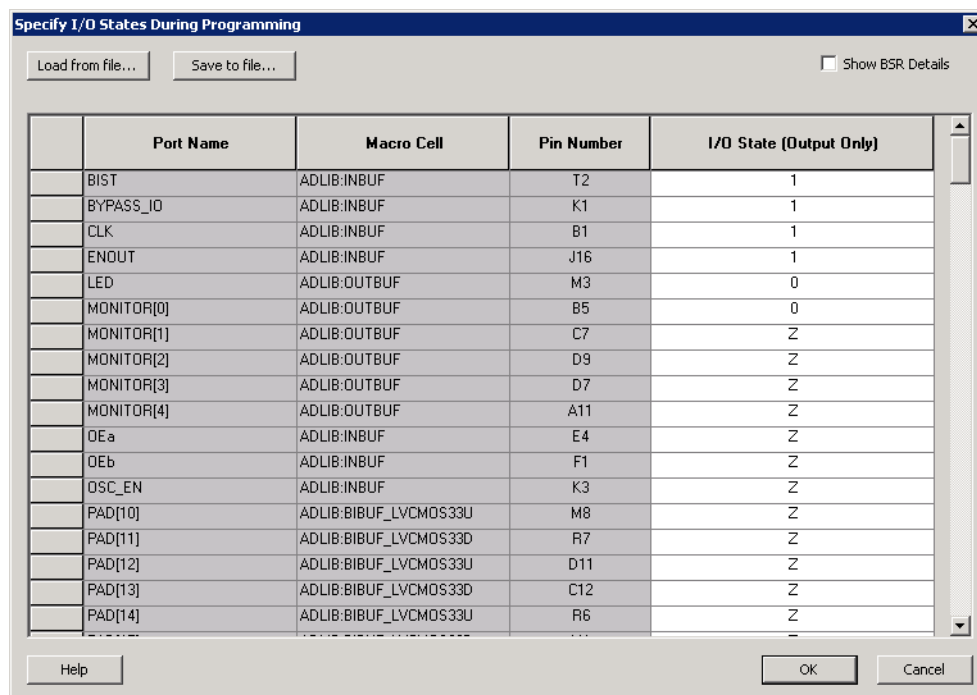 Specify I/O States During Programming
Load from file... Save to file... Show BSR Details
Port Name Macro Cell Pin Number I/O State (Output Only)
BIST ADLIB:INBUF T2 1
BYPASS_IO ADLIB:INBUF K1 1
CLK ADLIB:INBUF B1 1
ENOUT ADLIB:INBUF J16 1
LED ADLIB:OUTBUF M3 0
MONITOR[0] ADLIB:OUTBUF B5 0
MONITOR[1] ADLIB:OUTBUF C7 Z
MONITOR[2] ADLIB:OUTBUF D9 Z
MONITOR[3] ADLIB:OUTBUF D7 Z
MONITOR[4] ADLIB:OUTBUF A11 Z
OEa ADLIB:INBUF E4 Z
OEb ADLIB:INBUF F1 Z
OSC_EN ADLIB:INBUF K3 Z
PAD[10] ADLIB:BIBUF_LVCMOS33U M8 Z
PAD[11] ADLIB:BIBUF_LVCMOS33D R7 Z
PAD[12] ADLIB:BIBUF_LVCMOS33U D11 Z
PAD[13] ADLIB:BIBUF_LVCMOS33D C12 Z
PAD[14] ADLIB:BIBUF_LVCMOS33U R6 Z
Help OK Cancel